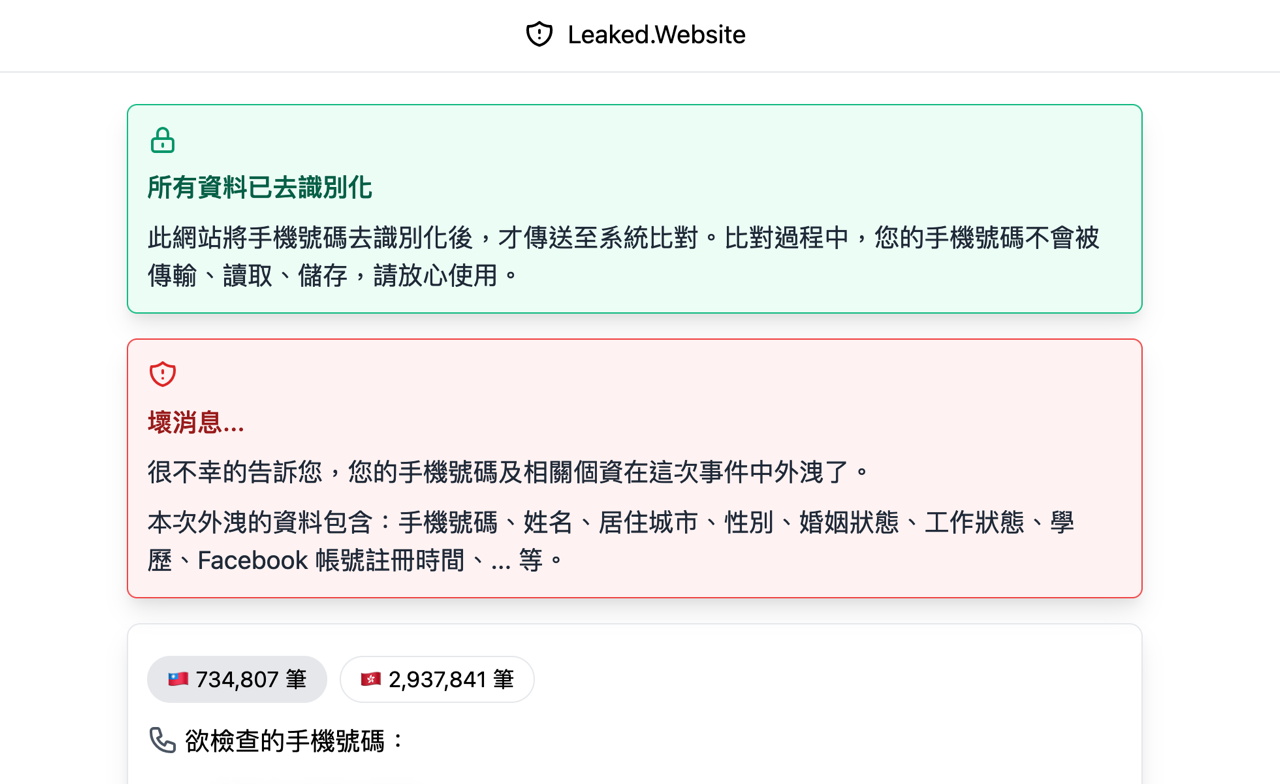 Leaked.Website
所有資料已去識別化
此網站將手機號碼去識別化後，才傳送至系統比對。比對過程中，您的手機號碼不會被
傳輸、讀取、儲存，請放心使用。
壞消息...
很不幸的告訴您，您的手機號碼及相關個資在這次事件中外洩了。
本次外洩的資料包含：手機號碼、姓名、居住城市、性別、婚姻狀態、工作狀態、學
歷、Facebook 帳號註冊時間、... 等。
🇹🇼 734,807 筆 🇭🇰 2,937,841 筆
欲檢查的手機號碼：